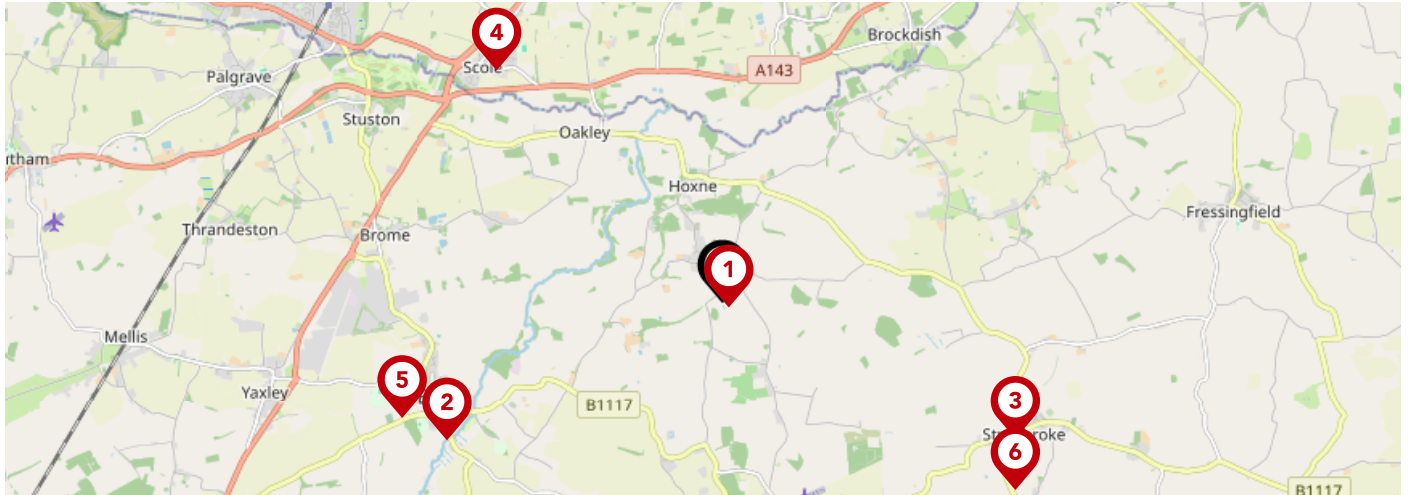 4
Brockdish
Scole
Palgrave
A143
Stuston
Oakley
Hoxne
Fressingfield
Thrandeston
Brome
1
Mellis
Yaxley
5
2
B1117
3
6
B1117